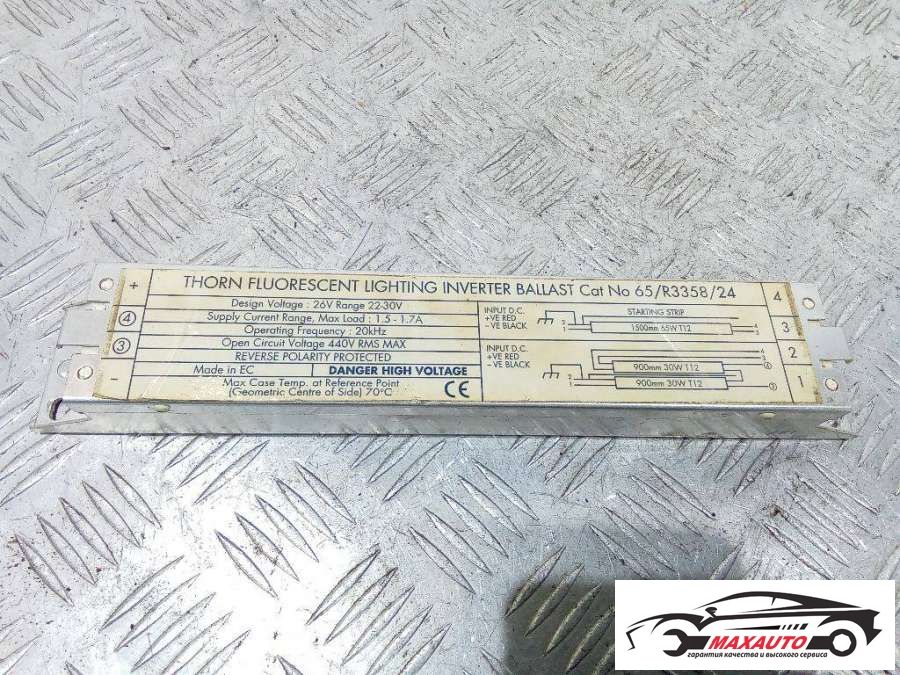 THORN FLUORESCENT LIGHTING INVERTER BALLAST Cat No 65/R3358/24
+
④
③
-
Design Voltage : 26V Range 22-30V
Supply Current Range, Max Load : 1.5 - 1.7A
Operating Frequency : 20kHz
Open Circuit Voltage 440V RMS MAX
REVERSE POLARITY PROTECTED
Made in EC
DANGER HIGH VOLTAGE
Max Case Temp. at Reference Point
(Geometric Centre of Side) 70°C
CE
INPUT D.C.
+VE RED
-VE BLACK
STARTING STRIP
2
1
1500mm 65W T12
INPUT D.C.
+VE RED
-VE BLACK
900mm 30W T12
2
1
900mm 30W T12
4
3
2
1
MAXAUTO
гарантия качества и высокого сервиса